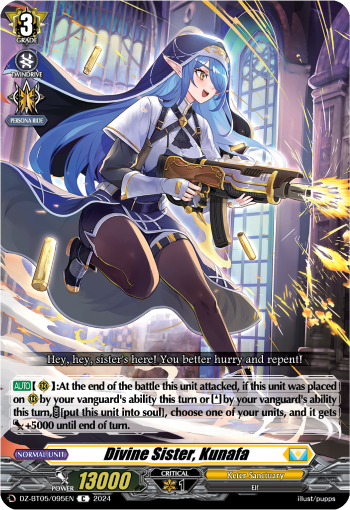 3
GRADE
TWINDRIVE
PERSONA RIDE
Hey, hey, sister's here! You better hurry and repent!
AUTO【 】:At the end of the battle this unit attacked, if this unit was placed
on by your vanguard's ability this turn or [ ] by your vanguard's ability
this turn, [put this unit into soul], choose one of your units, and it gets
+5000 until end of turn.
NORMAL UNIT
Divine Sister, Kunafa
POWER 13000 CRITICAL 1 Keter Sanctuary
Elf
DZ-BT05/095EN C 2024 illust/pupps